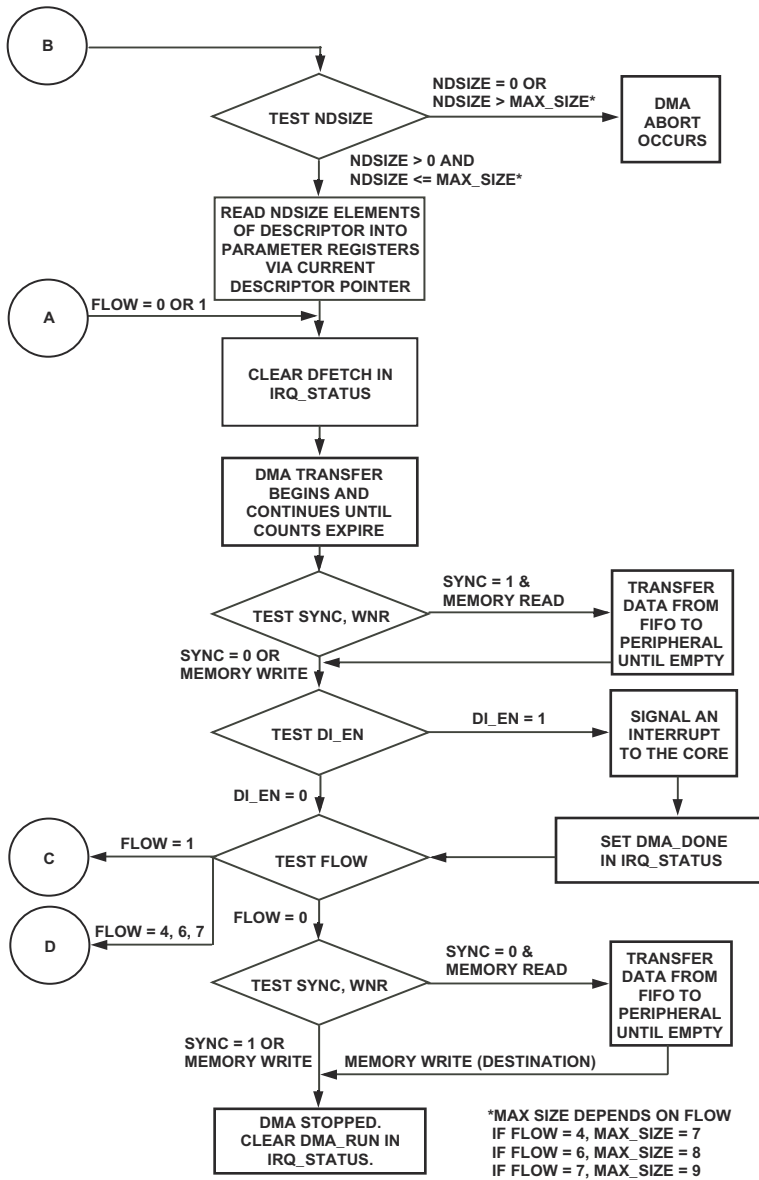 B
TEST NDSIZE
NDSIZE = 0 OR
NDSIZE > MAX_SIZE*
DMA
ABORT
OCCURS
NDSIZE > 0 AND
NDSIZE <= MAX_SIZE*
READ NDSIZE ELEMENTS
OF DESCRIPTOR INTO
PARAMETER REGISTERS
VIA CURRENT
DESCRIPTOR POINTER
A
FLOW = 0 OR 1
CLEAR DFETCH IN
IRQ_STATUS
DMA TRANSFER
BEGINS AND
CONTINUES UNTIL
COUNTS EXPIRE
TEST SYNC, WNR
SYNC = 1 &
MEMORY READ
TRANSFER
DATA FROM
FIFO TO
PERIPHERAL
UNTIL EMPTY
SYNC = 0 OR
MEMORY WRITE
TEST DI_EN
DI_EN = 1
SIGNAL AN
INTERRUPT
TO THE CORE
DI_EN = 0
SET DMA_DONE
IN IRQ_STATUS
TEST FLOW
FLOW = 1
C
FLOW = 4, 6, 7
D
FLOW = 0
TEST SYNC, WNR
SYNC = 0 &
MEMORY READ
TRANSFER
DATA FROM
FIFO TO
PERIPHERAL
UNTIL EMPTY
SYNC = 1 OR
MEMORY WRITE
MEMORY WRITE (DESTINATION)
DMA STOPPED.
CLEAR DMA_RUN IN
IRQ_STATUS.
*MAX SIZE DEPENDS ON FLOW
IF FLOW = 4, MAX_SIZE = 7
IF FLOW = 6, MAX_SIZE = 8
IF FLOW = 7, MAX_SIZE = 9